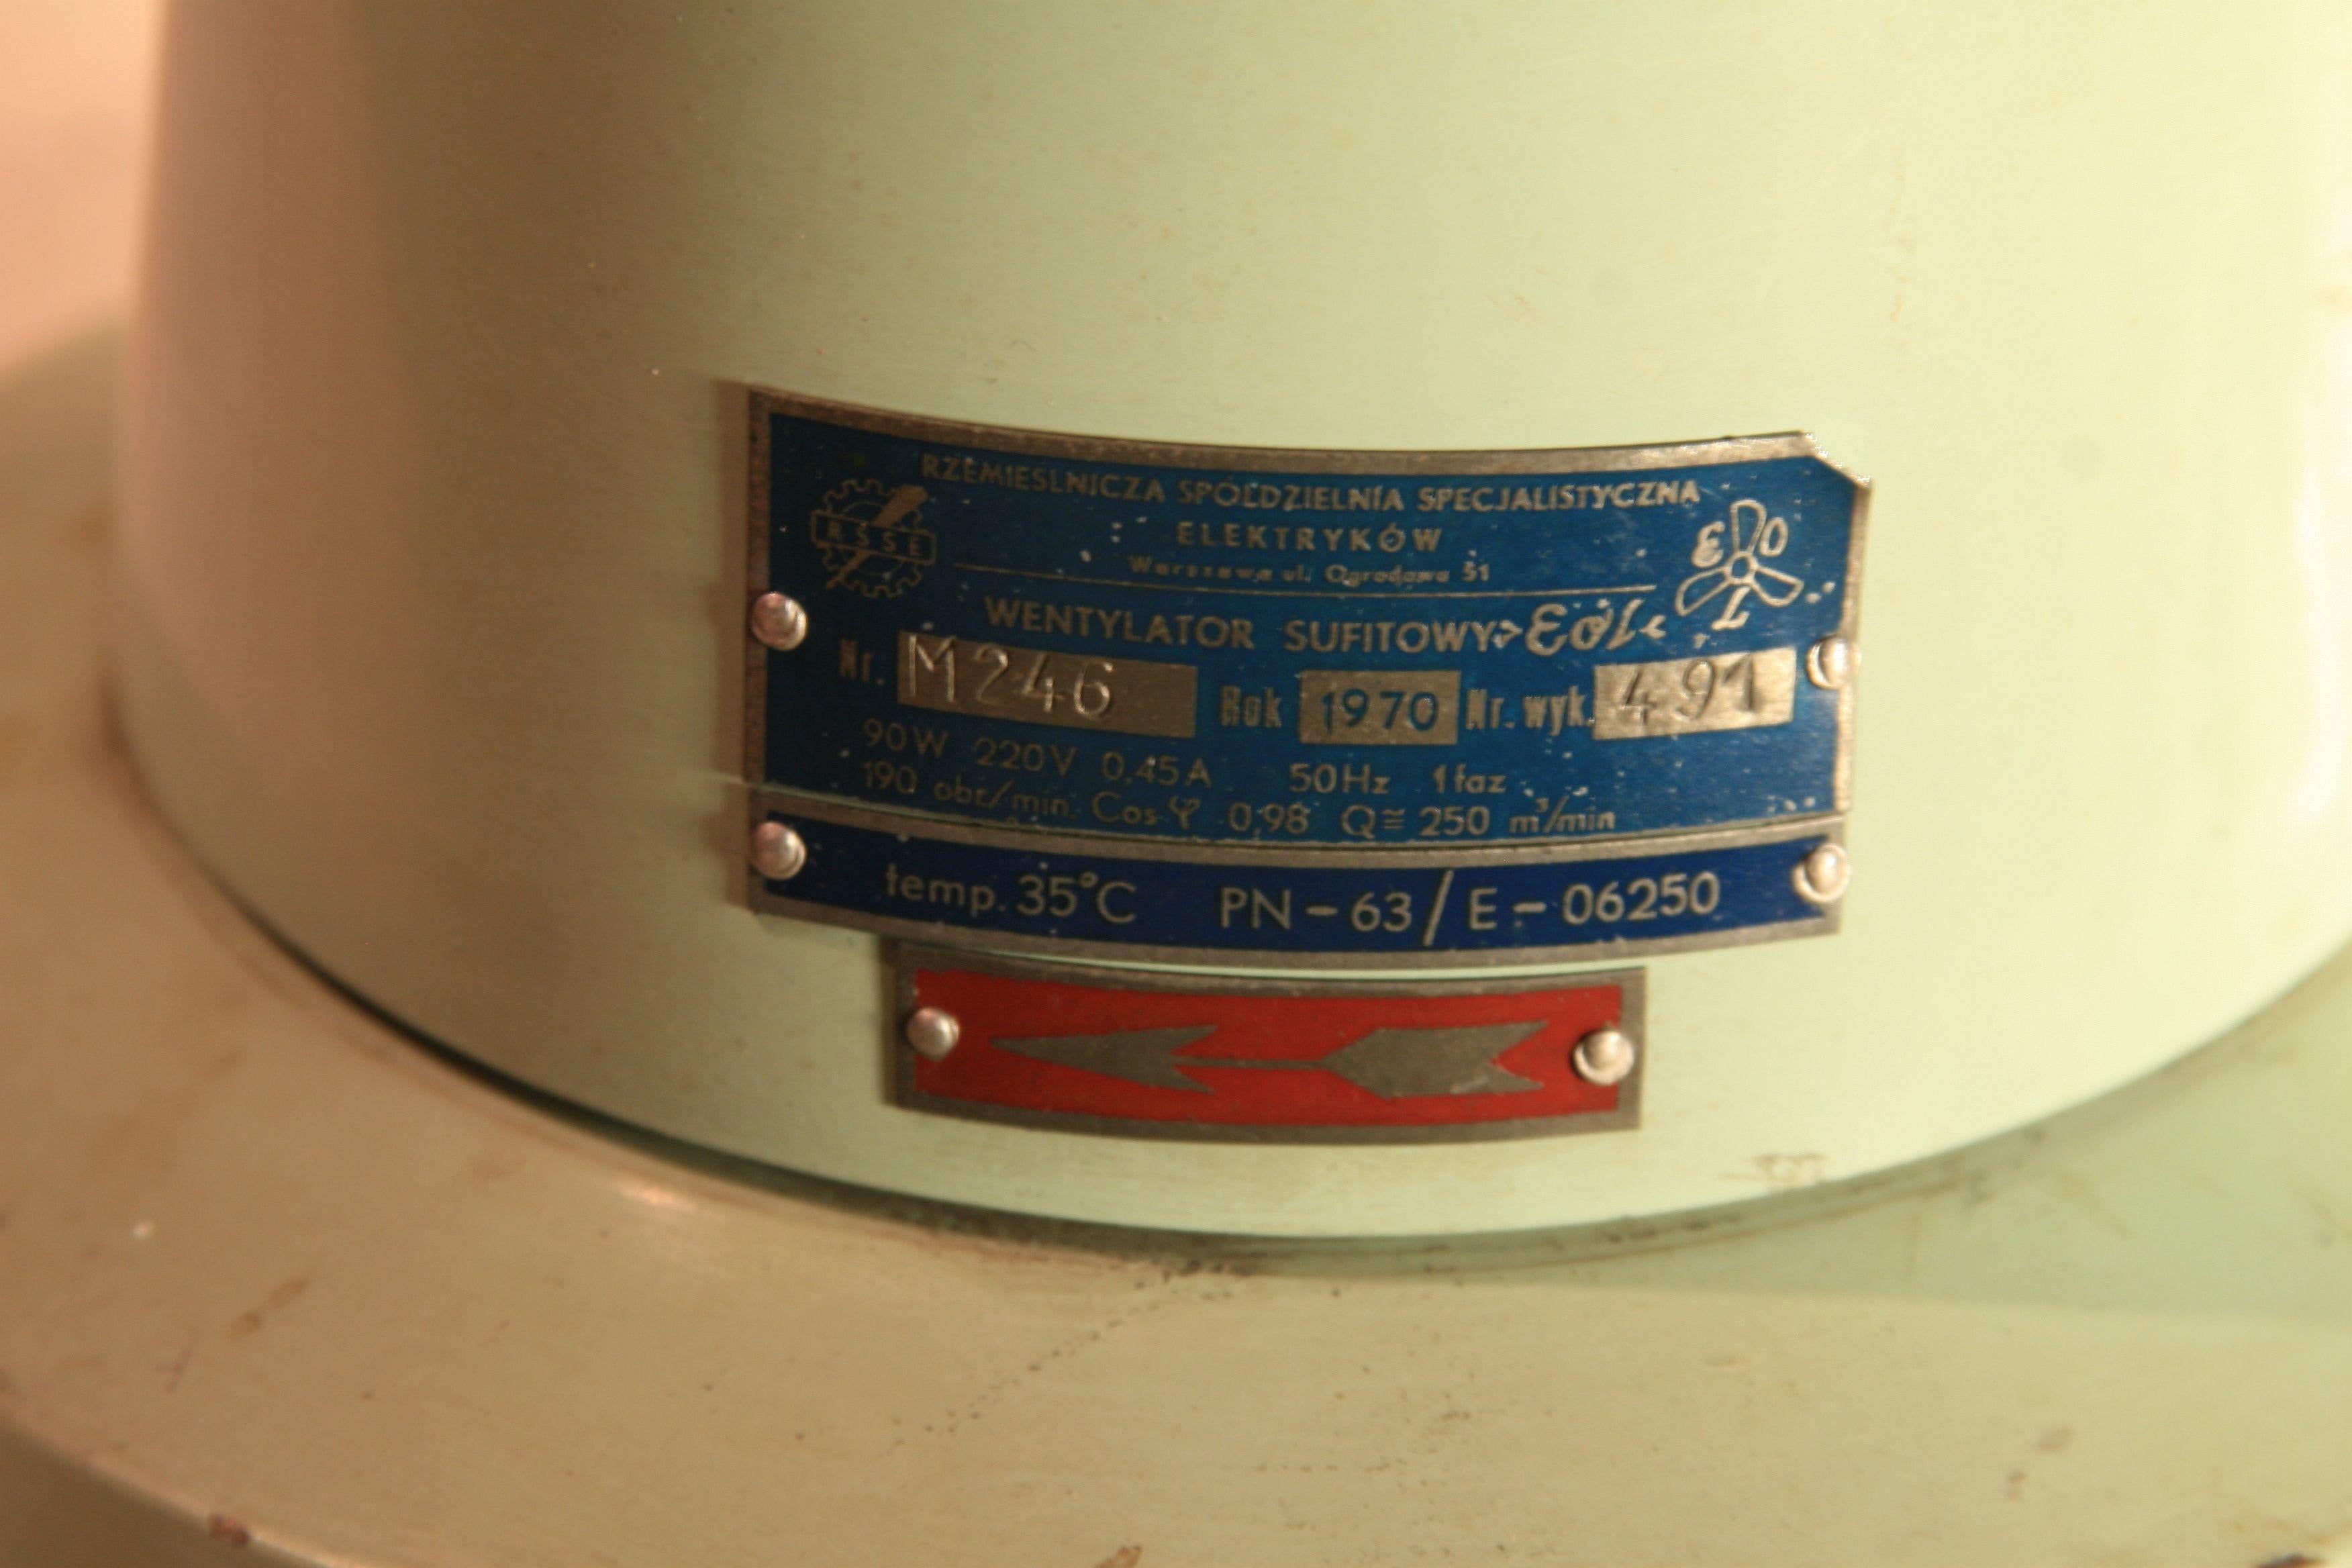 RZEMIEŚLNICZA SPÓŁDZIELNIA SPECJALISTYCZNA
ELEKTRYKÓW
Warszawa ul. Ogrodowa 51
RSSE
EOL
WENTYLATOR SUFITOWY >Eol<
Nr. M246 Rok 1970 Nr. wyk. 491
90W 220V 0,45A 50Hz 1faz
190 obr/min. Cos φ 0,98 Q≅ 250 m³/min
temp. 35°C PN-63/E-06250